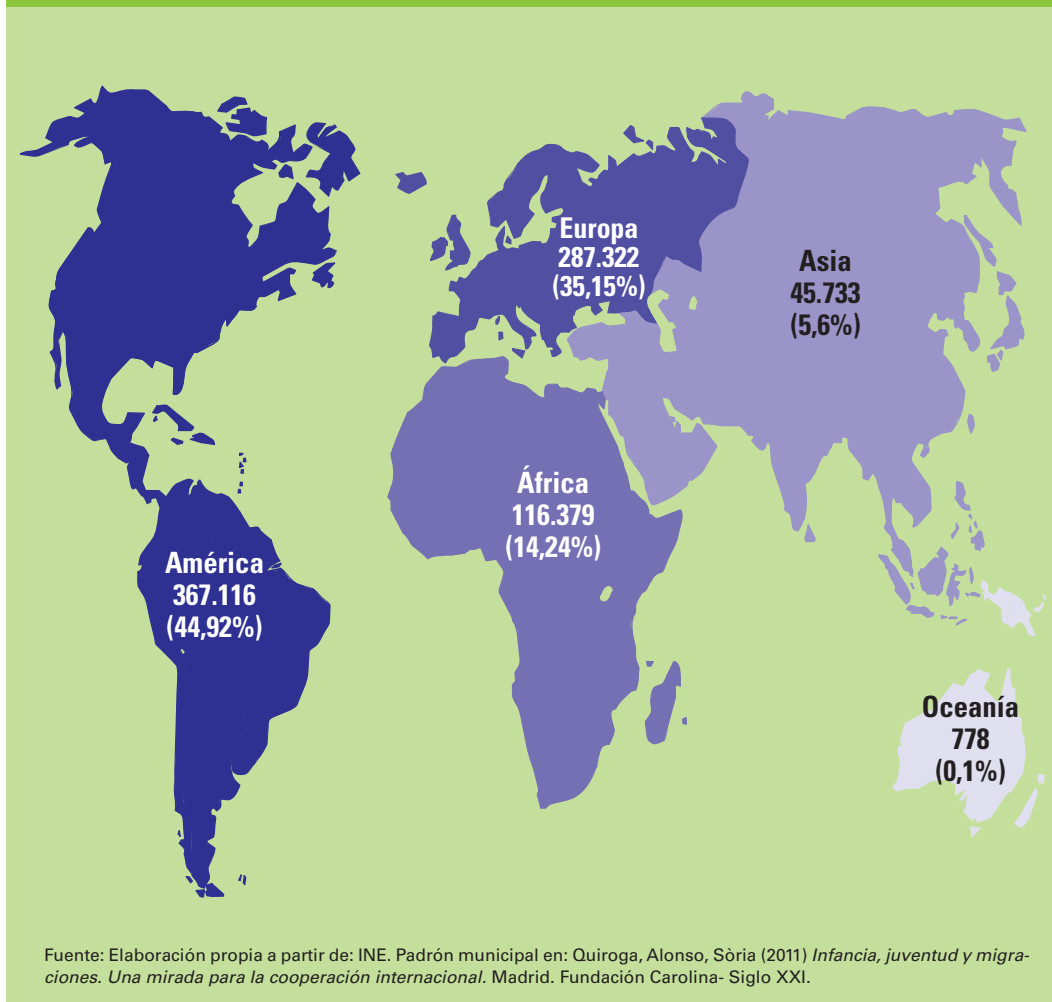 Europa
287.322
(35,15%)
Asia
45.733
(5,6%)
África
116.379
(14,24%)
América
367.116
(44,92%)
Oceanía
778
(0,1%)
Fuente: Elaboración propia a partir de: INE. Padrón municipal en: Quiroga, Alonso, Sòria (2011) Infancia, juventud y migra-
ciones. Una mirada para la cooperación internacional. Madrid. Fundación Carolina- Siglo XXI.